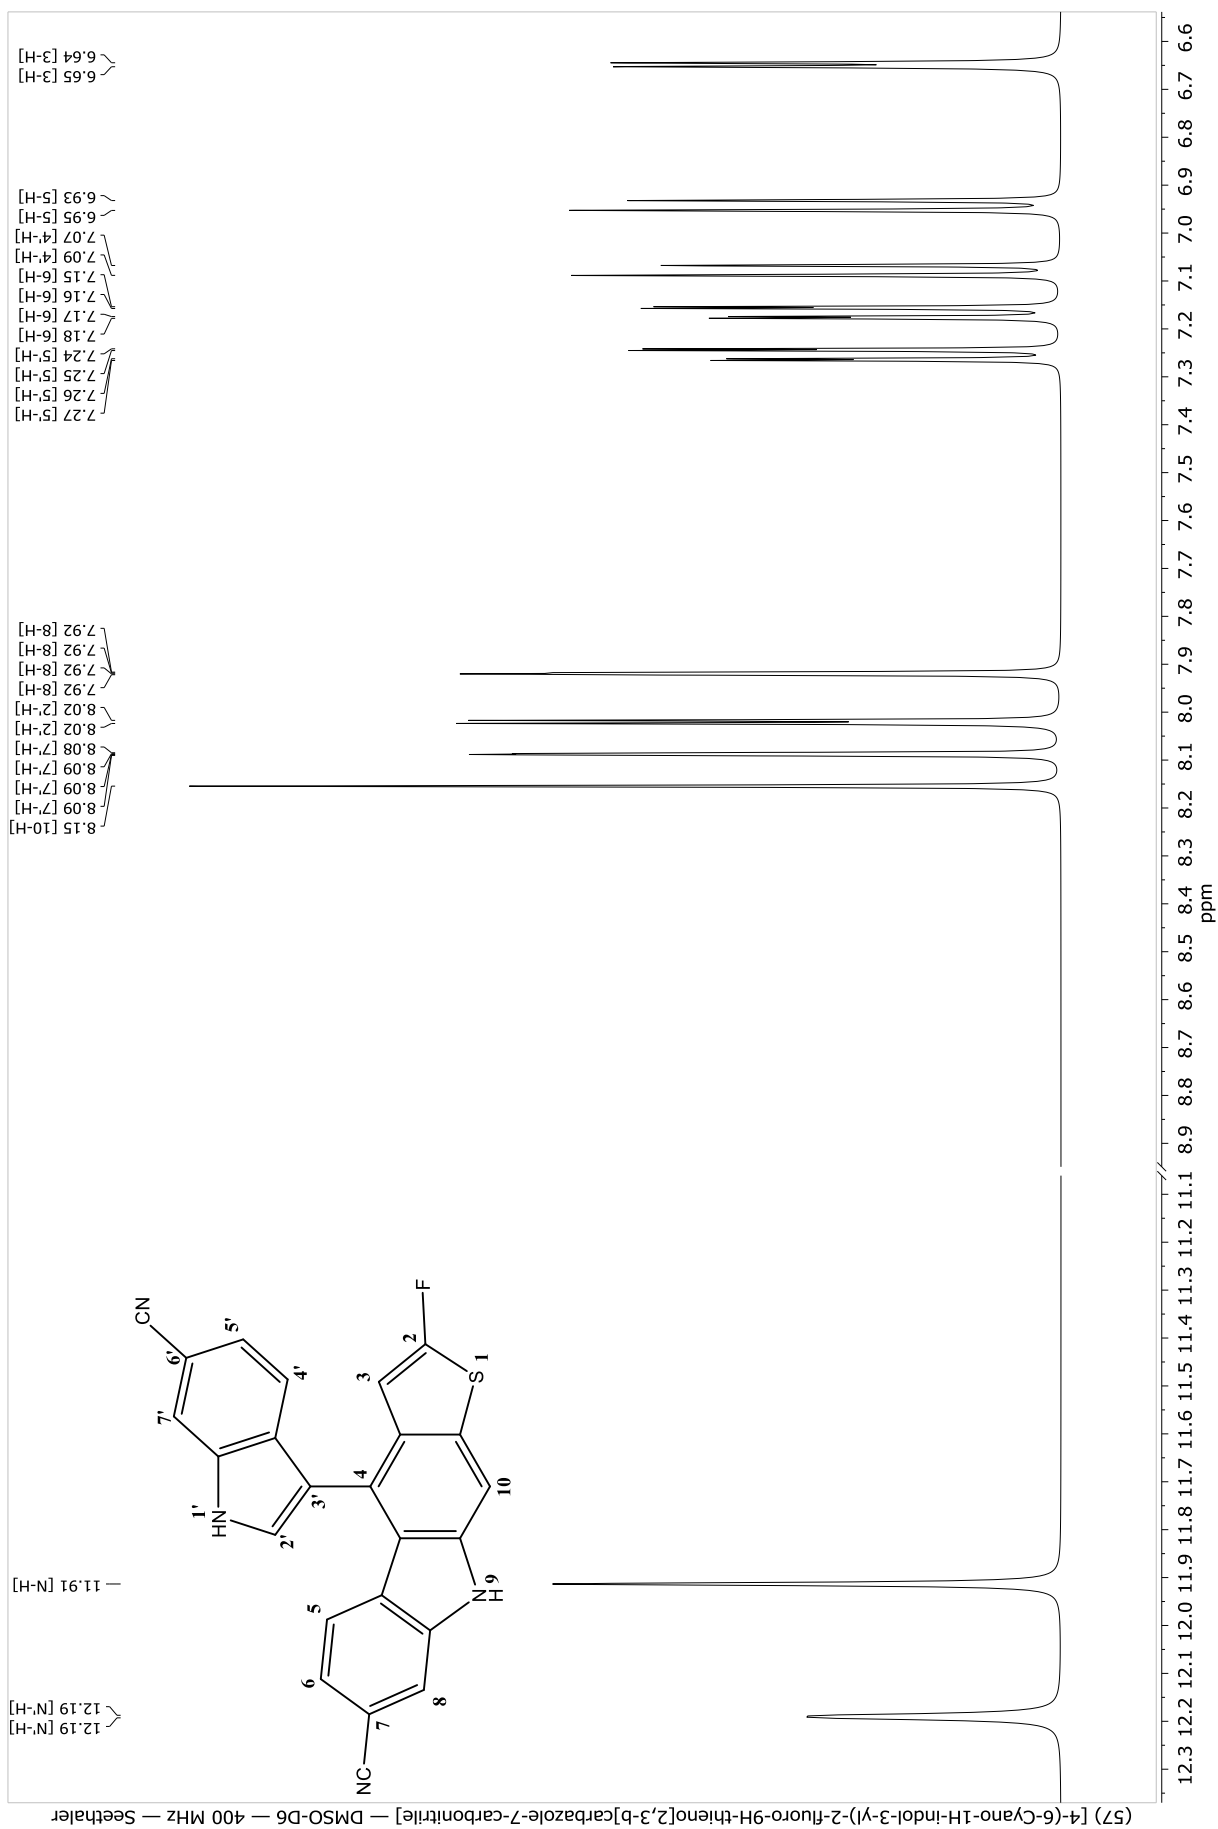 (57) [4-(6-Cyano-1H-indol-3-yl)-2-fluoro-9H-thieno[2,3-b]carbazole-7-carbonitrile] — DMSO-D6 — 400 MHz — Seethaler
12.19 [N'-H]
12.19 [N'-H]
11.91 [N-H]
8.15 [10-H]
8.09 [7'-H]
8.09 [7'-H]
8.09 [7'-H]
8.08 [7'-H]
8.02 [2'-H]
8.02 [2'-H]
7.92 [8-H]
7.92 [8-H]
7.92 [8-H]
7.92 [8-H]
7.27 [5'-H]
7.26 [5'-H]
7.25 [5'-H]
7.24 [5'-H]
7.18 [6-H]
7.17 [6-H]
7.16 [6-H]
7.15 [6-H]
7.09 [4'-H]
7.07 [4'-H]
6.95 [5-H]
6.93 [5-H]
6.65 [3-H]
6.64 [3-H]
CN
6'
5'
7'
4'
1'
HN
2'
3'
4
3
2
F
S
1
10
N
H
9
5
6
7
8
NC
12.3 12.2 12.1 12.0 11.9 11.8 11.7 11.6 11.5 11.4 11.3 11.2 11.1 8.9 8.8 8.7 8.6 8.5 8.4 8.3 8.2 8.1 8.0 7.9 7.8 7.7 7.6 7.5 7.4 7.3 7.2 7.1 7.0 6.9 6.8 6.7 6.6
ppm